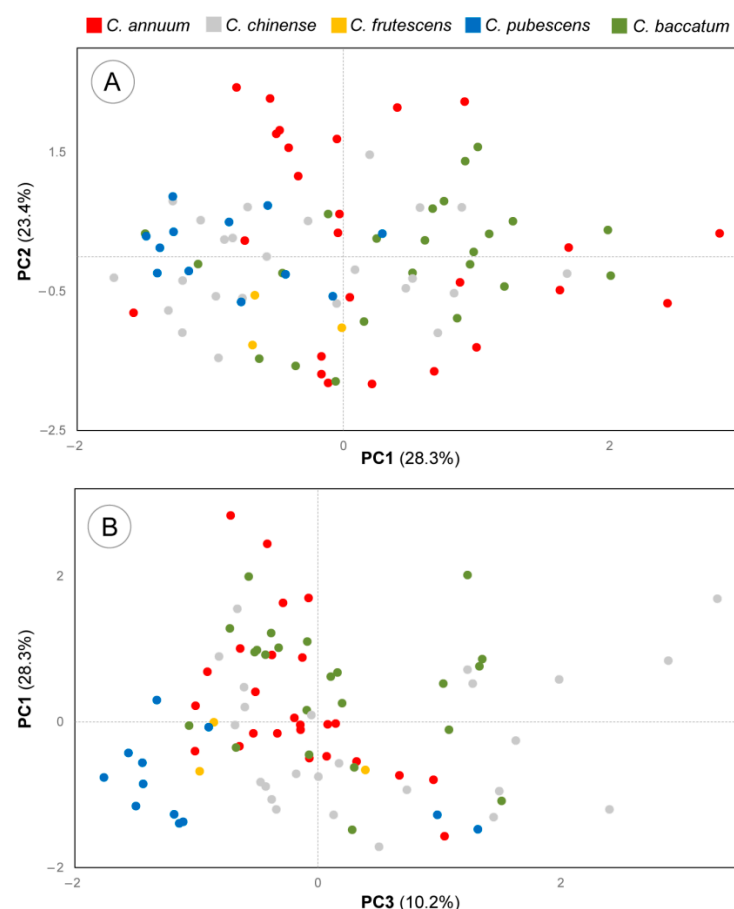 C. annuum C. chinense C. frutescens C. pubescens C. baccatum
A
1.5
PC2 (23.4%)
–0.5
–2.5
–2 0 2
PC1 (28.3%)
B
2
PC1 (28.3%)
0
–2
–2 0 2
PC3 (10.2%)